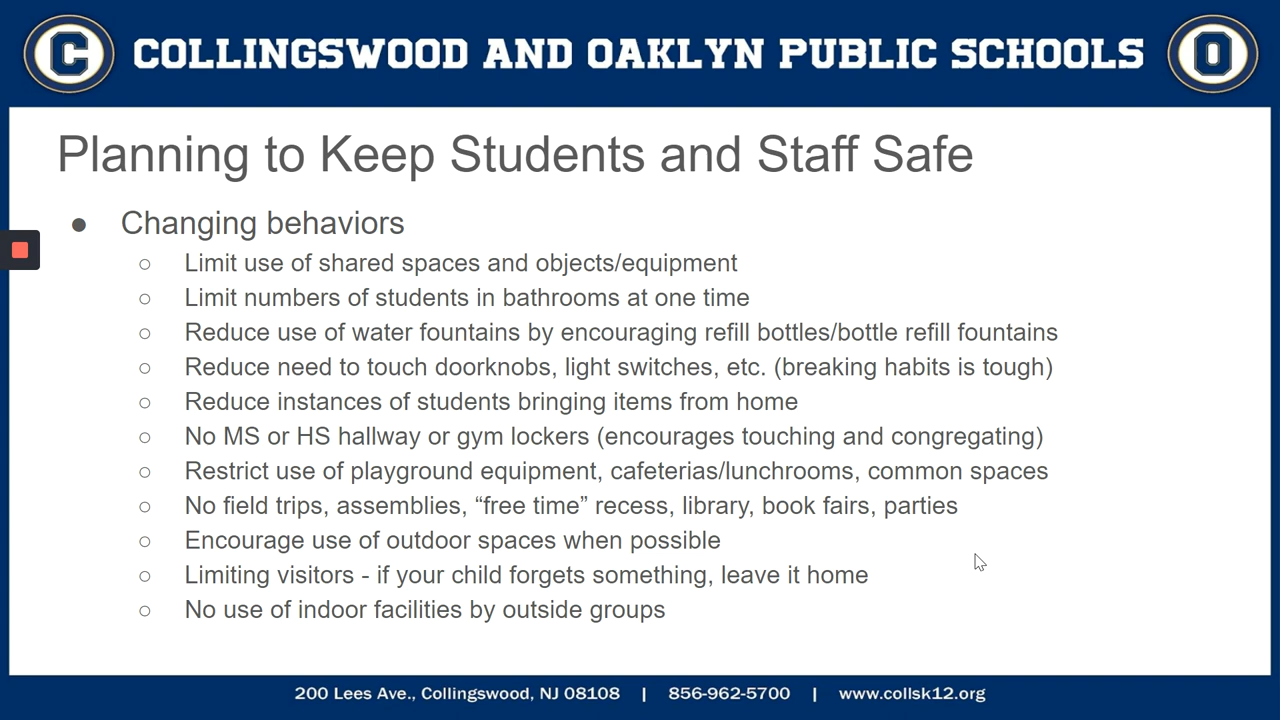 C COLLINGSWOOD AND OAKLYN PUBLIC SCHOOLS O
Planning to Keep Students and Staff Safe
● Changing behaviors
○ Limit use of shared spaces and objects/equipment
○ Limit numbers of students in bathrooms at one time
○ Reduce use of water fountains by encouraging refill bottles/bottle refill fountains
○ Reduce need to touch doorknobs, light switches, etc. (breaking habits is tough)
○ Reduce instances of students bringing items from home
○ No MS or HS hallway or gym lockers (encourages touching and congregating)
○ Restrict use of playground equipment, cafeterias/lunchrooms, common spaces
○ No field trips, assemblies, “free time” recess, library, book fairs, parties
○ Encourage use of outdoor spaces when possible
○ Limiting visitors - if your child forgets something, leave it home
○ No use of indoor facilities by outside groups
200 Lees Ave., Collingswood, NJ 08108 | 856-962-5700 | www.collsk12.org